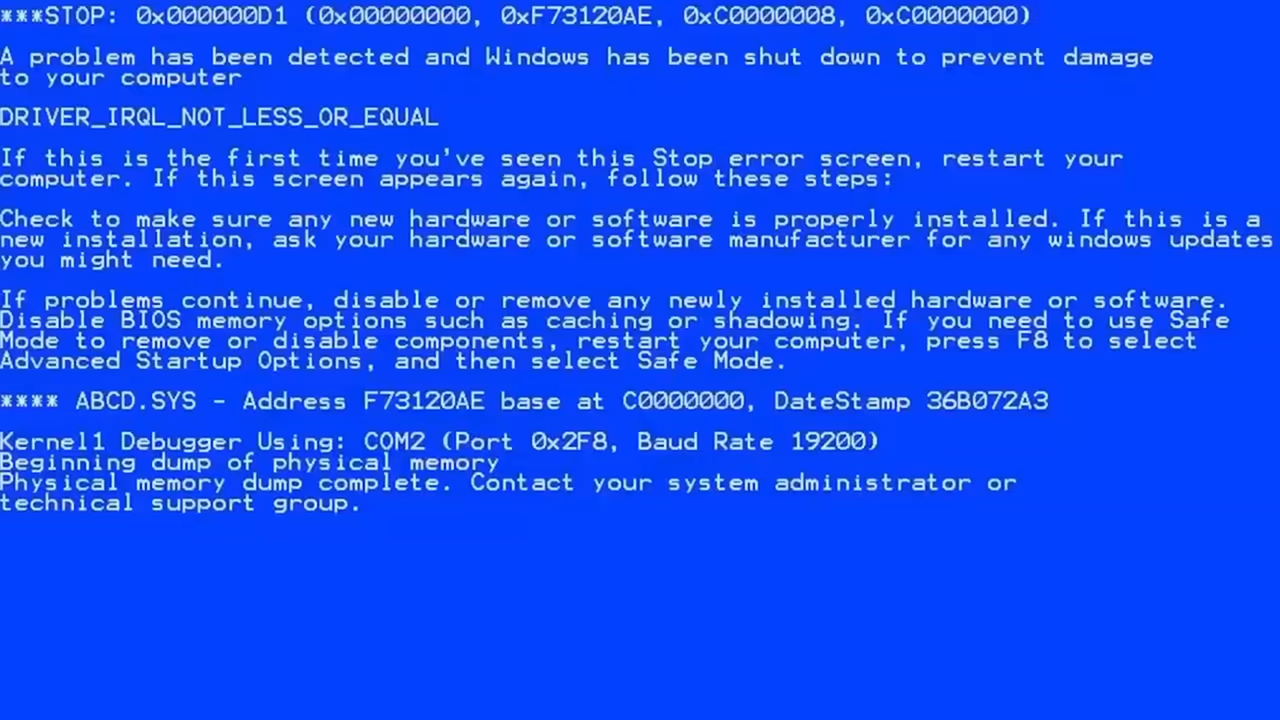 ***STOP: 0x000000D1 (0x00000000, 0xF73120AE, 0xC0000008, 0xC0000000)
A problem has been detected and Windows has been shut down to prevent damage
to your computer
DRIVER_IRQL_NOT_LESS_OR_EQUAL
If this is the first time you've seen this Stop error screen, restart your
computer. If this screen appears again, follow these steps:
Check to make sure any new hardware or software is properly installed. If this is a
new installation, ask your hardware or software manufacturer for any windows updates
you might need.
If problems continue, disable or remove any newly installed hardware or software.
Disable BIOS memory options such as caching or shadowing. If you need to use Safe
Mode to remove or disable components, restart your computer, press F8 to select
Advanced Startup Options, and then select Safe Mode.
**** ABCD.SYS - Address F73120AE base at C0000000, DateStamp 36B072A3
Kernel1 Debugger Using: COM2 (Port 0x2F8, Baud Rate 19200)
Beginning dump of physical memory
Physical memory dump complete. Contact your system administrator or
technical support group.